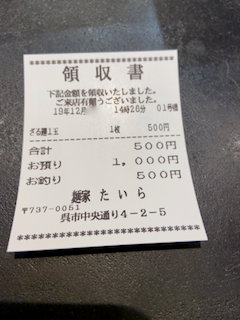 領収書
下記金額を領収いたしました。
ご来店有難うございました。
19年12月 14時26分 01号機
ざる麺1玉 1枚 500円
合計 500円
お預り 1,000円
お釣り 500円
麺家 たいら
〒737-0051
呉市中央通り4-2-5